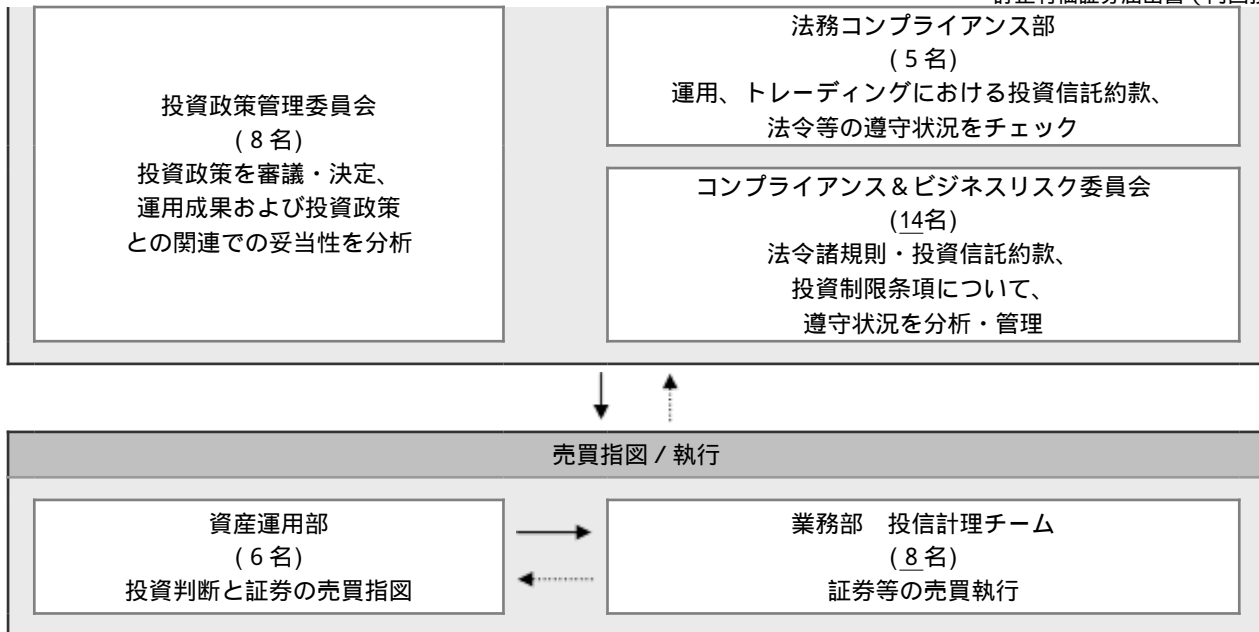 投資政策管理委員会
(8名)
投資政策を審議・決定、
運用成果および投資政策
との関連での妥当性を分析
法務コンプライアンス部
(5名)
運用、トレーディングにおける投資信託約款、
法令等の遵守状況をチェック
コンプライアンス&ビジネスリスク委員会
(14名)
法令諸規則・投資信託約款、
投資制限条項について、
遵守状況を分析・管理
売買指図/執行
資産運用部
(6名)
投資判断と証券の売買指図
業務部 投信計理チーム
(8名)
証券等の売買執行